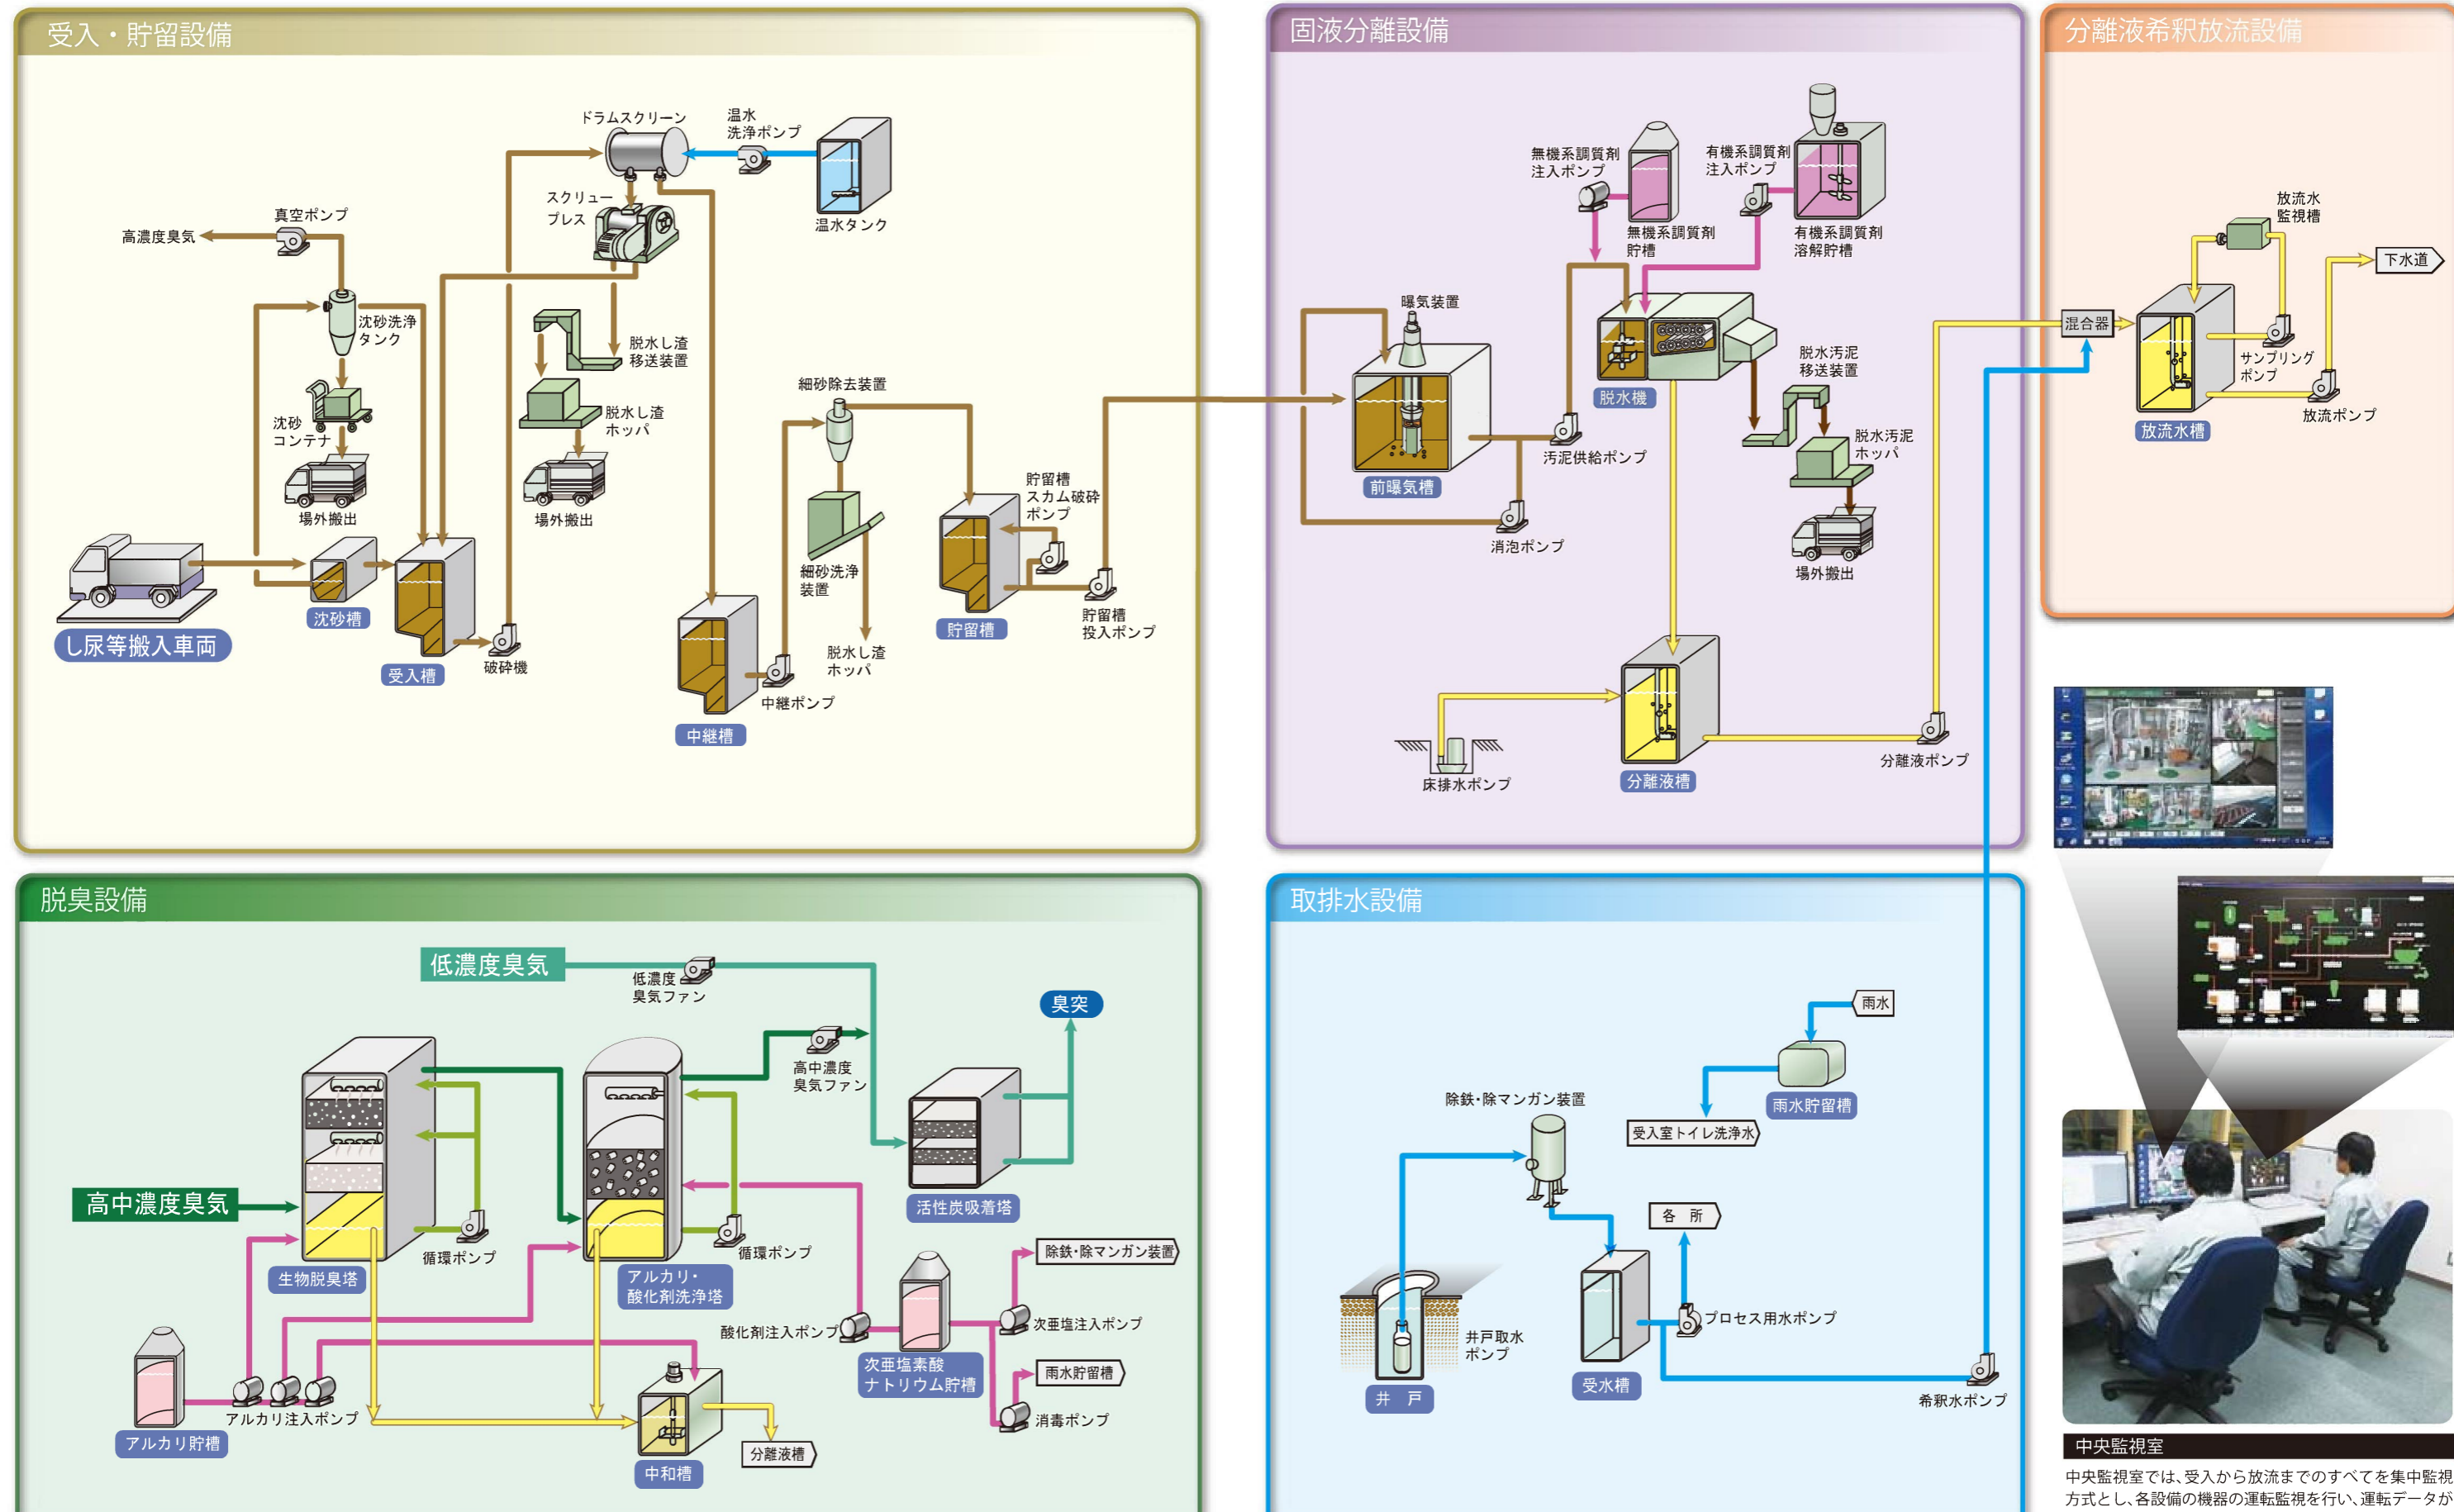 受入・貯留設備
ドラムスクリーン
温水
洗浄ポンプ
温水タンク
スクリュー
プレス
真空ポンプ
高濃度臭気
沈砂洗浄
タンク
沈砂
コンテナ
場外搬出
脱水し渣
移送装置
脱水し渣
ホッパ
場外搬出
細砂除去装置
細砂洗浄
装置
脱水し渣
ホッパ
貯留槽
スカム破砕
ポンプ
貯留槽
貯留槽
投入ポンプ
し尿等搬入車両
沈砂槽
受入槽
破砕機
中継槽
中継ポンプ
固液分離設備
無機系調質剤
注入ポンプ
無機系調質剤
貯槽
有機系調質剤
注入ポンプ
有機系調質剤
溶解貯槽
曝気装置
前曝気槽
汚泥供給ポンプ
消泡ポンプ
脱水機
脱水汚泥
移送装置
脱水汚泥
ホッパ
場外搬出
床排水ポンプ
分離液槽
分離液ポンプ
分離液希釈放流設備
放流水
監視槽
下水道
混合器
サンプリング
ポンプ
放流ポンプ
放流水槽
脱臭設備
低濃度臭気
低濃度
臭気ファン
臭突
高中濃度
臭気ファン
高中濃度臭気
循環ポンプ
生物脱臭塔
循環ポンプ
アルカリ・
酸化剤洗浄塔
活性炭吸着塔
除鉄・除マンガン装置
酸化剤注入ポンプ
次亜塩注入ポンプ
次亜塩素酸
ナトリウム貯槽
雨水貯留槽
消毒ポンプ
アルカリ注入ポンプ
アルカリ貯槽
中和槽
分離液槽
取排水設備
雨水
雨水貯留槽
受入室トイレ洗浄水
除鉄・除マンガン装置
各 所
プロセス用水ポンプ
井戸取水
ポンプ
井 戸
受水槽
希釈水ポンプ
中央監視室
中央監視室では、受入から放流までのすべてを集中監視
方式とし、各設備の機器の運転監視を行い、運転データが